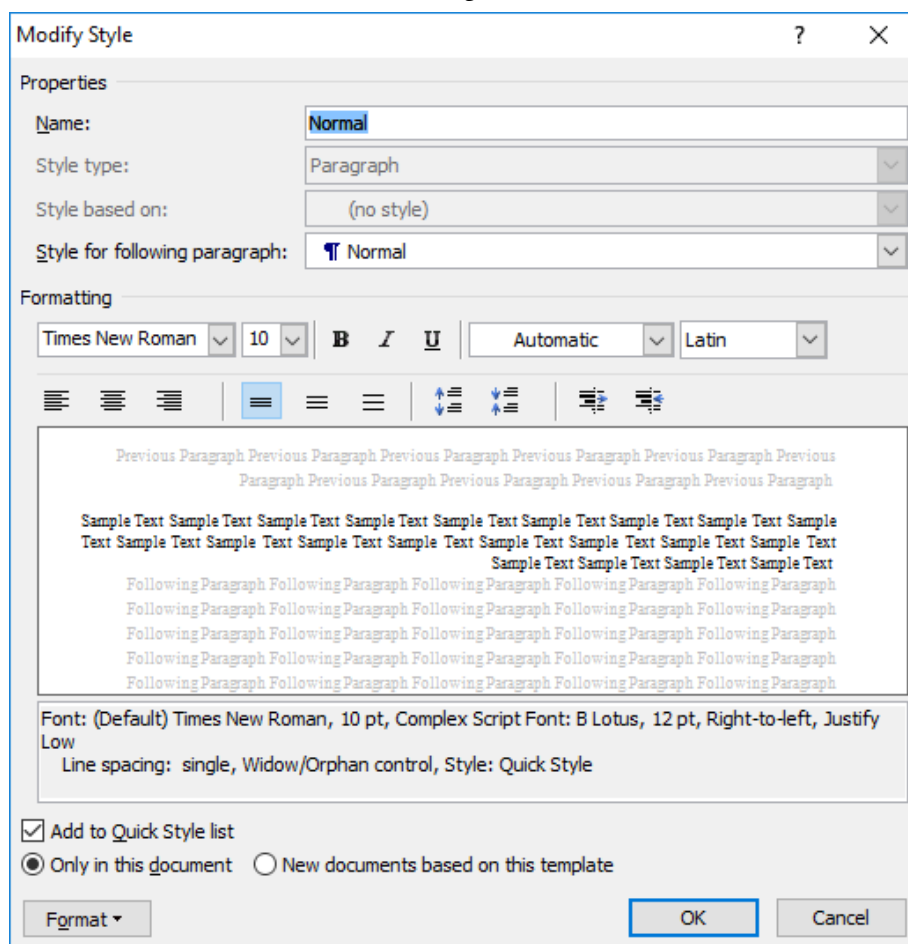 Modify Style
Properties
Name: Normal
Style type: Paragraph
Style based on: (no style)
Style for following paragraph: ¶ Normal
Formatting
Times New Roman 10 B I U Automatic Latin
Previous Paragraph Previous Paragraph Previous Paragraph Previous Paragraph Previous Paragraph Previous
Paragraph Previous Paragraph Previous Paragraph Previous Paragraph Previous Paragraph
Sample Text Sample Text Sample Text Sample Text Sample Text Sample Text Sample Text Sample Text Sample
Text Sample Text Sample Text Sample Text Sample Text Sample Text Sample Text Sample Text Sample Text
Sample Text Sample Text Sample Text Sample Text
Following Paragraph Following Paragraph Following Paragraph Following Paragraph Following Paragraph
Following Paragraph Following Paragraph Following Paragraph Following Paragraph Following Paragraph
Following Paragraph Following Paragraph Following Paragraph Following Paragraph Following Paragraph
Following Paragraph Following Paragraph Following Paragraph Following Paragraph Following Paragraph
Following Paragraph Following Paragraph Following Paragraph Following Paragraph Following Paragraph
Font: (Default) Times New Roman, 10 pt, Complex Script Font: B Lotus, 12 pt, Right-to-left, Justify
Low
Line spacing: single, Widow/Orphan control, Style: Quick Style
Add to Quick Style list
Only in this document New documents based on this template
Format OK Cancel